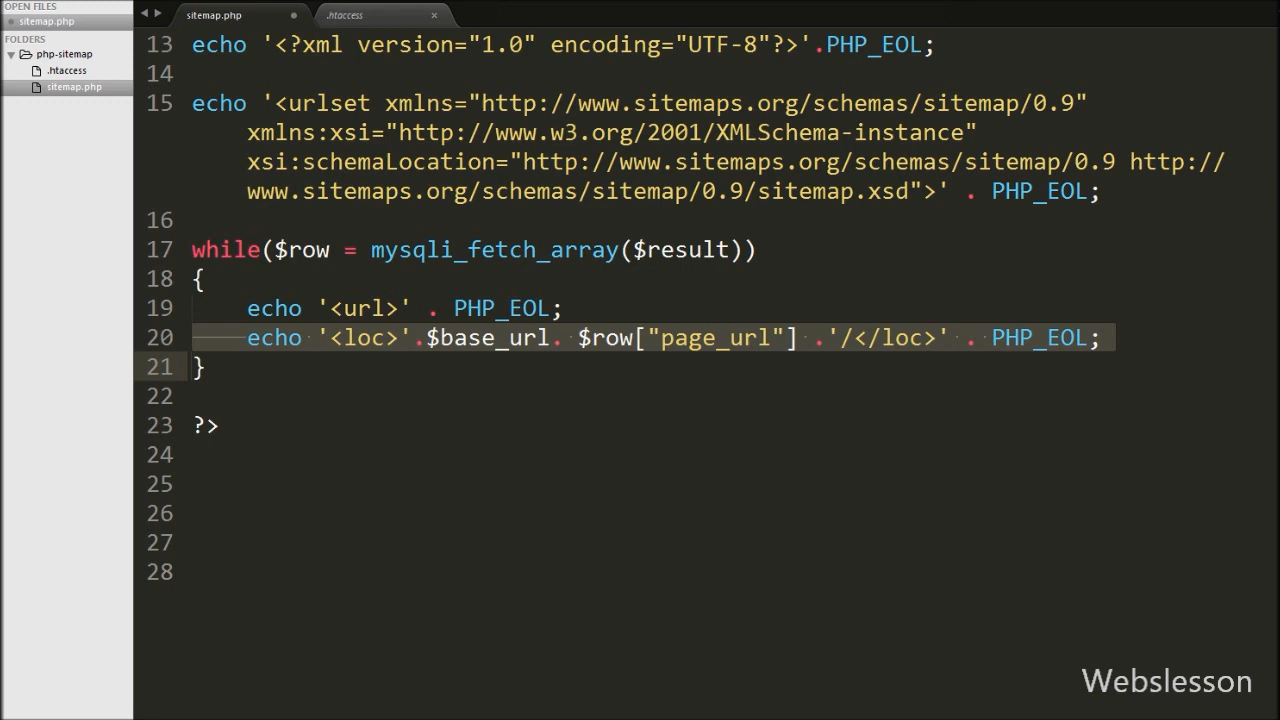 OPEN FILES
sitemap.php
FOLDERS
php-sitemap
.htaccess
sitemap.php
sitemap.php
.htaccess
13 echo '<?xml version="1.0" encoding="UTF-8"?>'.PHP_EOL;
14
15 echo '<urlset xmlns="http://www.sitemaps.org/schemas/sitemap/0.9"
xmlns:xsi="http://www.w3.org/2001/XMLSchema-instance"
xsi:schemaLocation="http://www.sitemaps.org/schemas/sitemap/0.9 http://
www.sitemaps.org/schemas/sitemap/0.9/sitemap.xsd">' . PHP_EOL;
16
17 while($row = mysqli_fetch_array($result))
18 {
19 echo '<url>' . PHP_EOL;
20 echo '<loc>'.$base_url. $row["page_url"] .'/</loc>' . PHP_EOL;
21 }
22
23 ?>
24
25
26
27
28
Webslesson